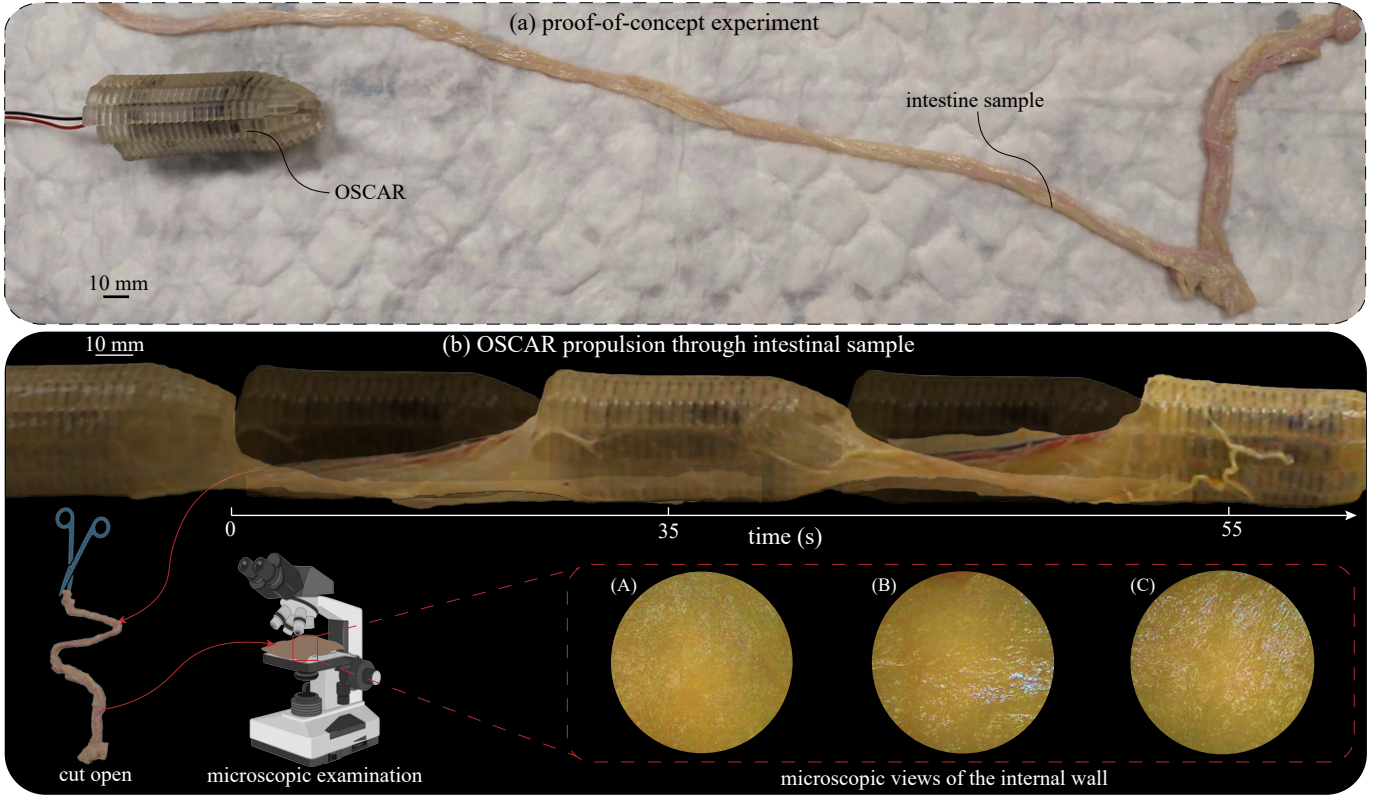 (a) proof-of-concept experiment
intestine sample
OSCAR
10 mm
10 mm
(b) OSCAR propulsion through intestinal sample
0
35
55
time (s)
(A)
(B)
(C)
cut open
microscopic examination
microscopic views of the internal wall